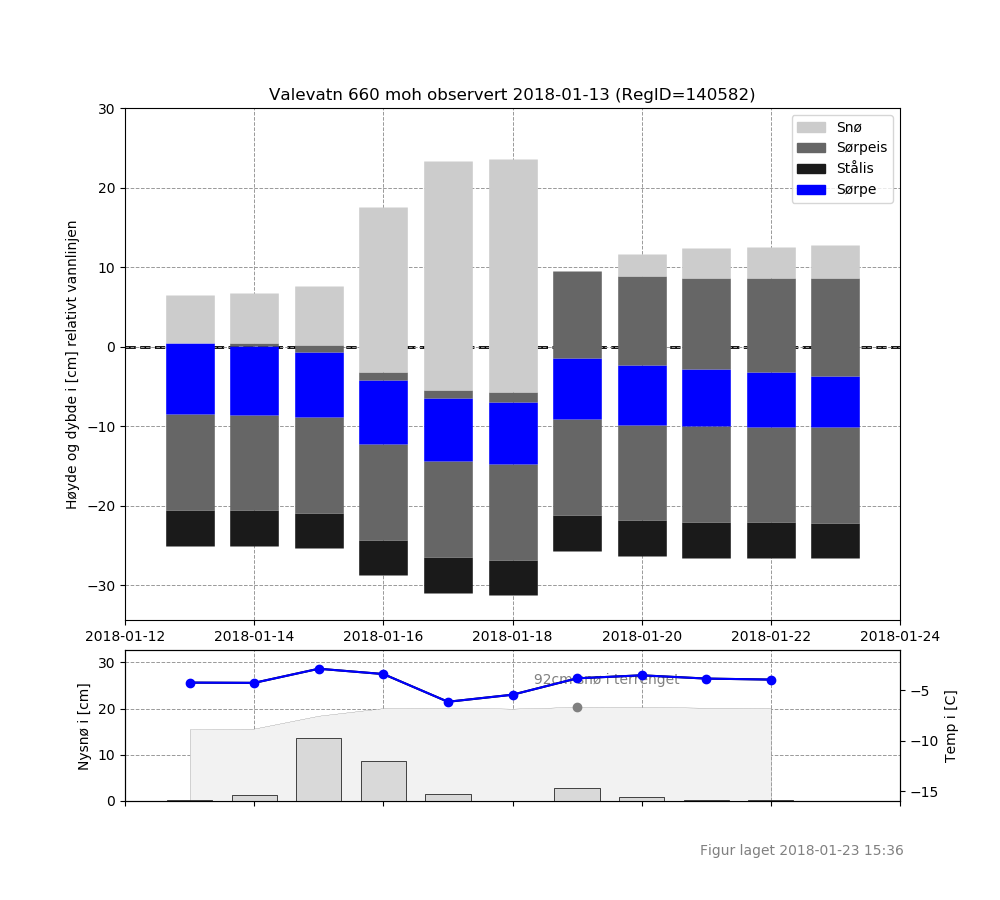 Valevatn 660 moh observert 2018-01-13 (RegID=140582)
Høyde og dybde i [cm] relativt vannlinjen
30
20
10
0
−10
−20
−30
Snø
Sørpeis
Stålis
Sørpe
2018-01-12 2018-01-14 2018-01-16 2018-01-18 2018-01-20 2018-01-22 2018-01-24
Nysnø i [cm]
30
20
10
0
92cm snø i terrenget
−5
−10
−15
Temp i [C]
Figur laget 2018-01-23 15:36